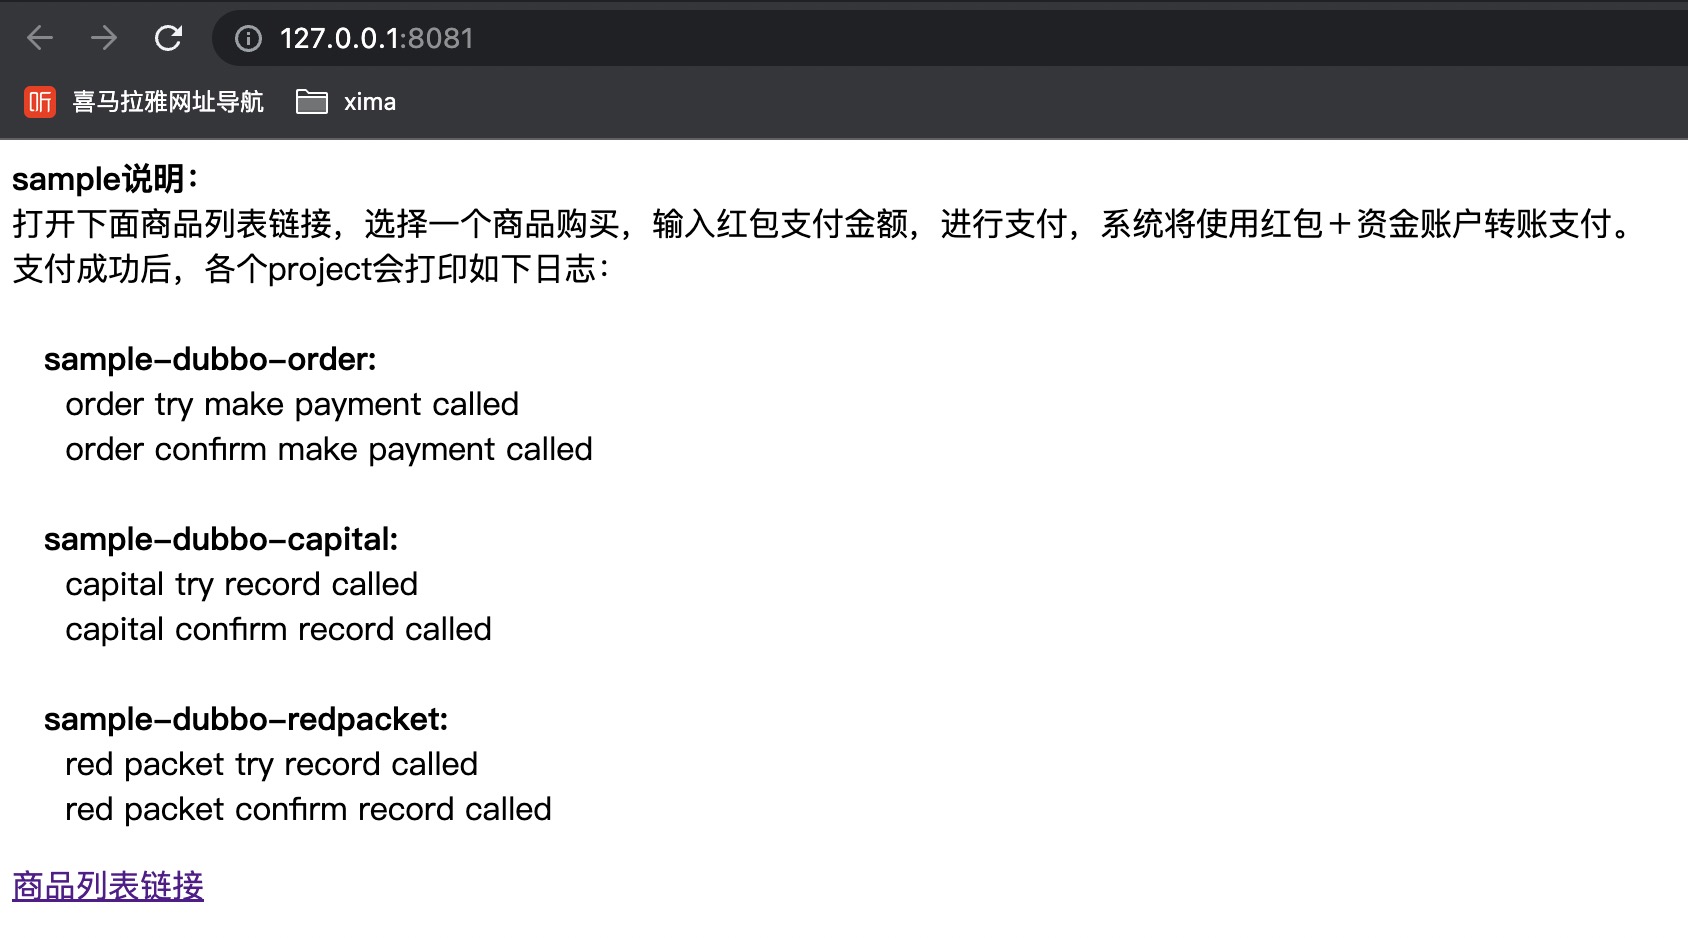 127.0.0.1:8081
听 喜马拉雅网址导航 xima
sample说明：
打开下面商品列表链接，选择一个商品购买，输入红包支付金额，进行支付，系统将使用红包＋资金账户转账支付。
支付成功后，各个project会打印如下日志：
sample-dubbo-order:
order try make payment called
order confirm make payment called
sample-dubbo-capital:
capital try record called
capital confirm record called
sample-dubbo-redpacket:
red packet try record called
red packet confirm record called
商品列表链接